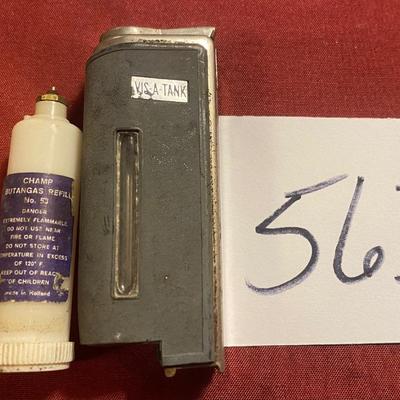 VIS-A-TANK
CHAMP
BUTANGAS REFILL
No. 53
DANGER
EXTREMELY FLAMMABLE
DO NOT USE NEAR
FIRE OR FLAME
DO NOT STORE AT
TEMPERATURE IN EXCESS
OF 120° F
KEEP OUT OF REACH
OF CHILDREN
made in Holland
56